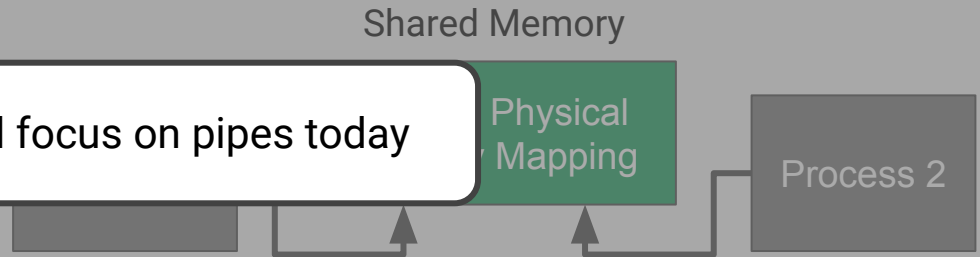 Shared Memory
focus on pipes today
Physical
Mapping
Process 2